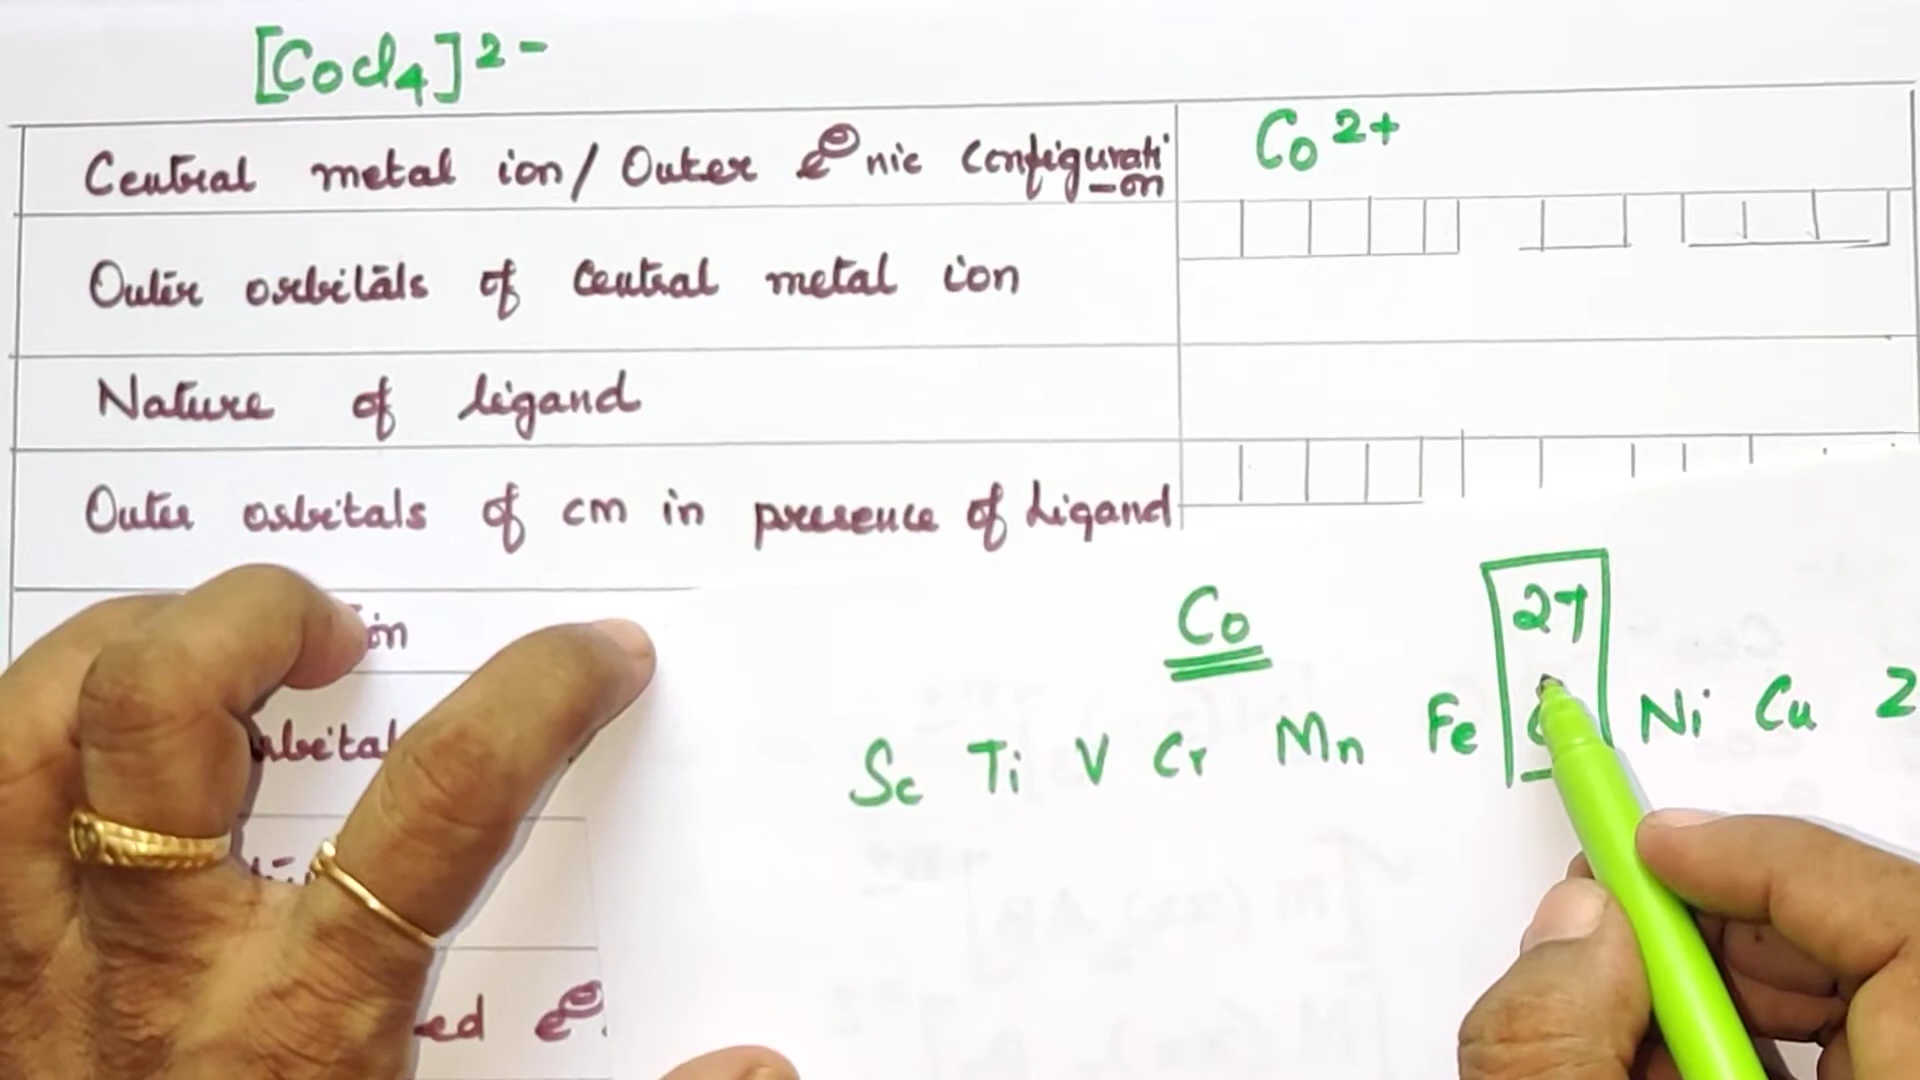 [CoCl4]2-
Central metal ion/ Outer e⊖nic Configurati
-on
Co2+
Outer orbitals of Central metal ion
Nature of ligand
Outer orbitals of cm in presence of Ligand
Co
27
Sc Ti V Cr Mn Fe Ni Cu